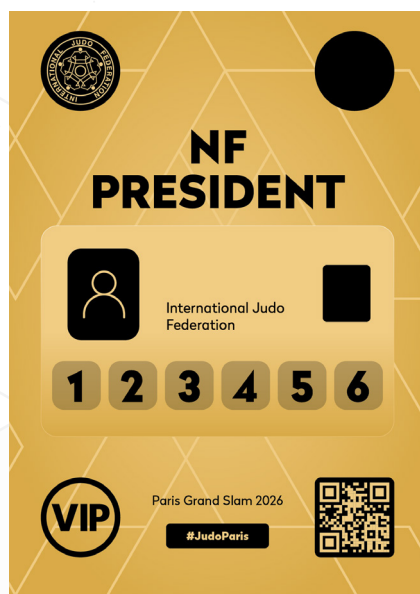 INTERNATIONAL JUDO FEDERATION
NF
PRESIDENT
International Judo
Federation
1 2 3 4 5 6
VIP
Paris Grand Slam 2026
#JudoParis